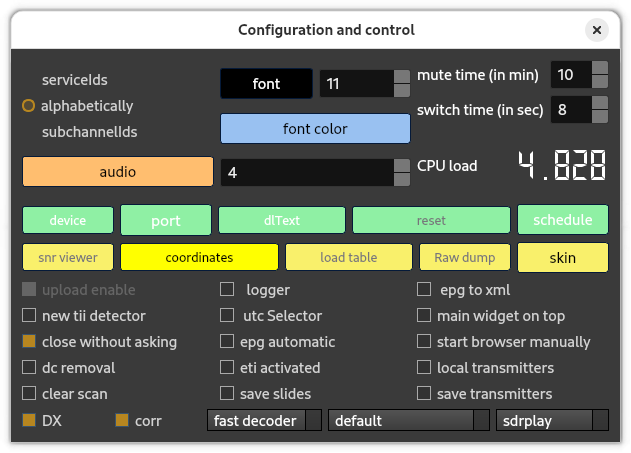 Configuration and control
serviceIds
alphabetically
subchannelIds
font 11
font color
mute time (in min) 10
switch time (in sec) 8
audio 4 CPU load 4.828
device port dlText reset schedule
snr viewer coordinates load table Raw dump skin
upload enable logger epg to xml
new tii detector utc Selector main widget on top
close without asking epg automatic start browser manually
dc removal eti activated local transmitters
clear scan save slides save transmitters
DX corr fast decoder default sdrplay